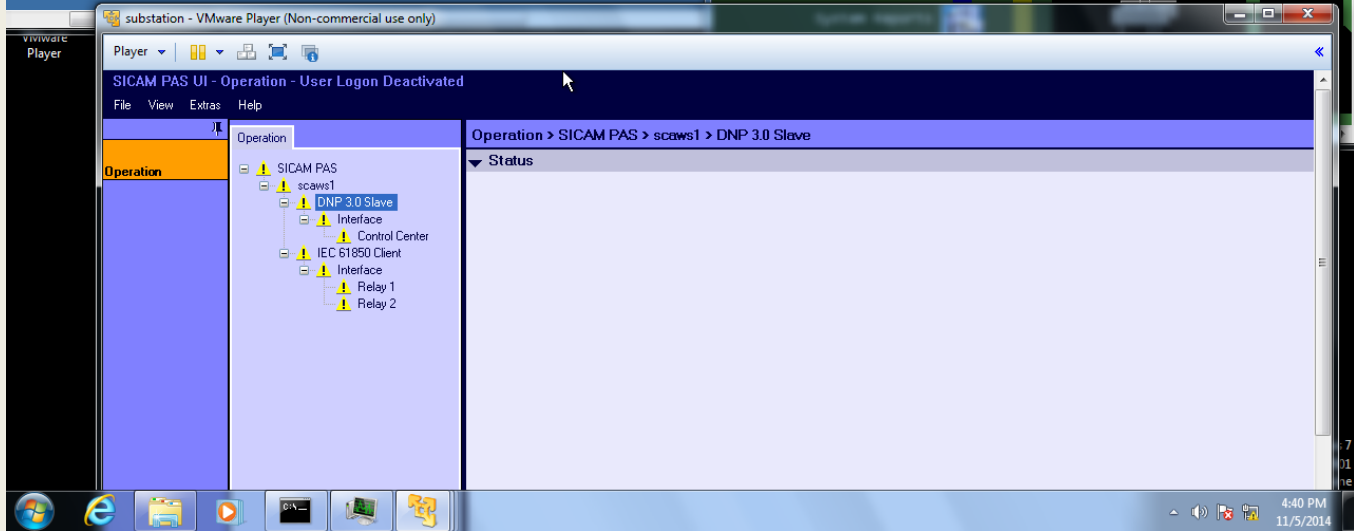 substation - VMware Player (Non-commercial use only)
VMware
Player
Player
SICAM PAS UI - Operation - User Logon Deactivated
File View Extras Help
Operation
Operation
Operation > SICAM PAS > scaws1 > DNP 3.0 Slave
Status
SICAM PAS
scaws1
DNP 3.0 Slave
Interface
Control Center
IEC 61850 Client
Interface
Relay 1
Relay 2
4:40 PM
11/5/2014